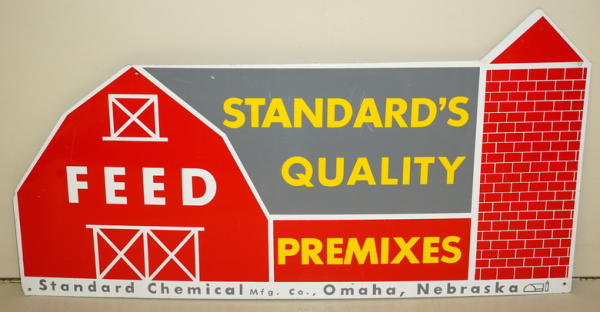 STANDARD'S
QUALITY
FEED
PREMIXES
Standard Chemical Mfg. Co., Omaha, Nebraska